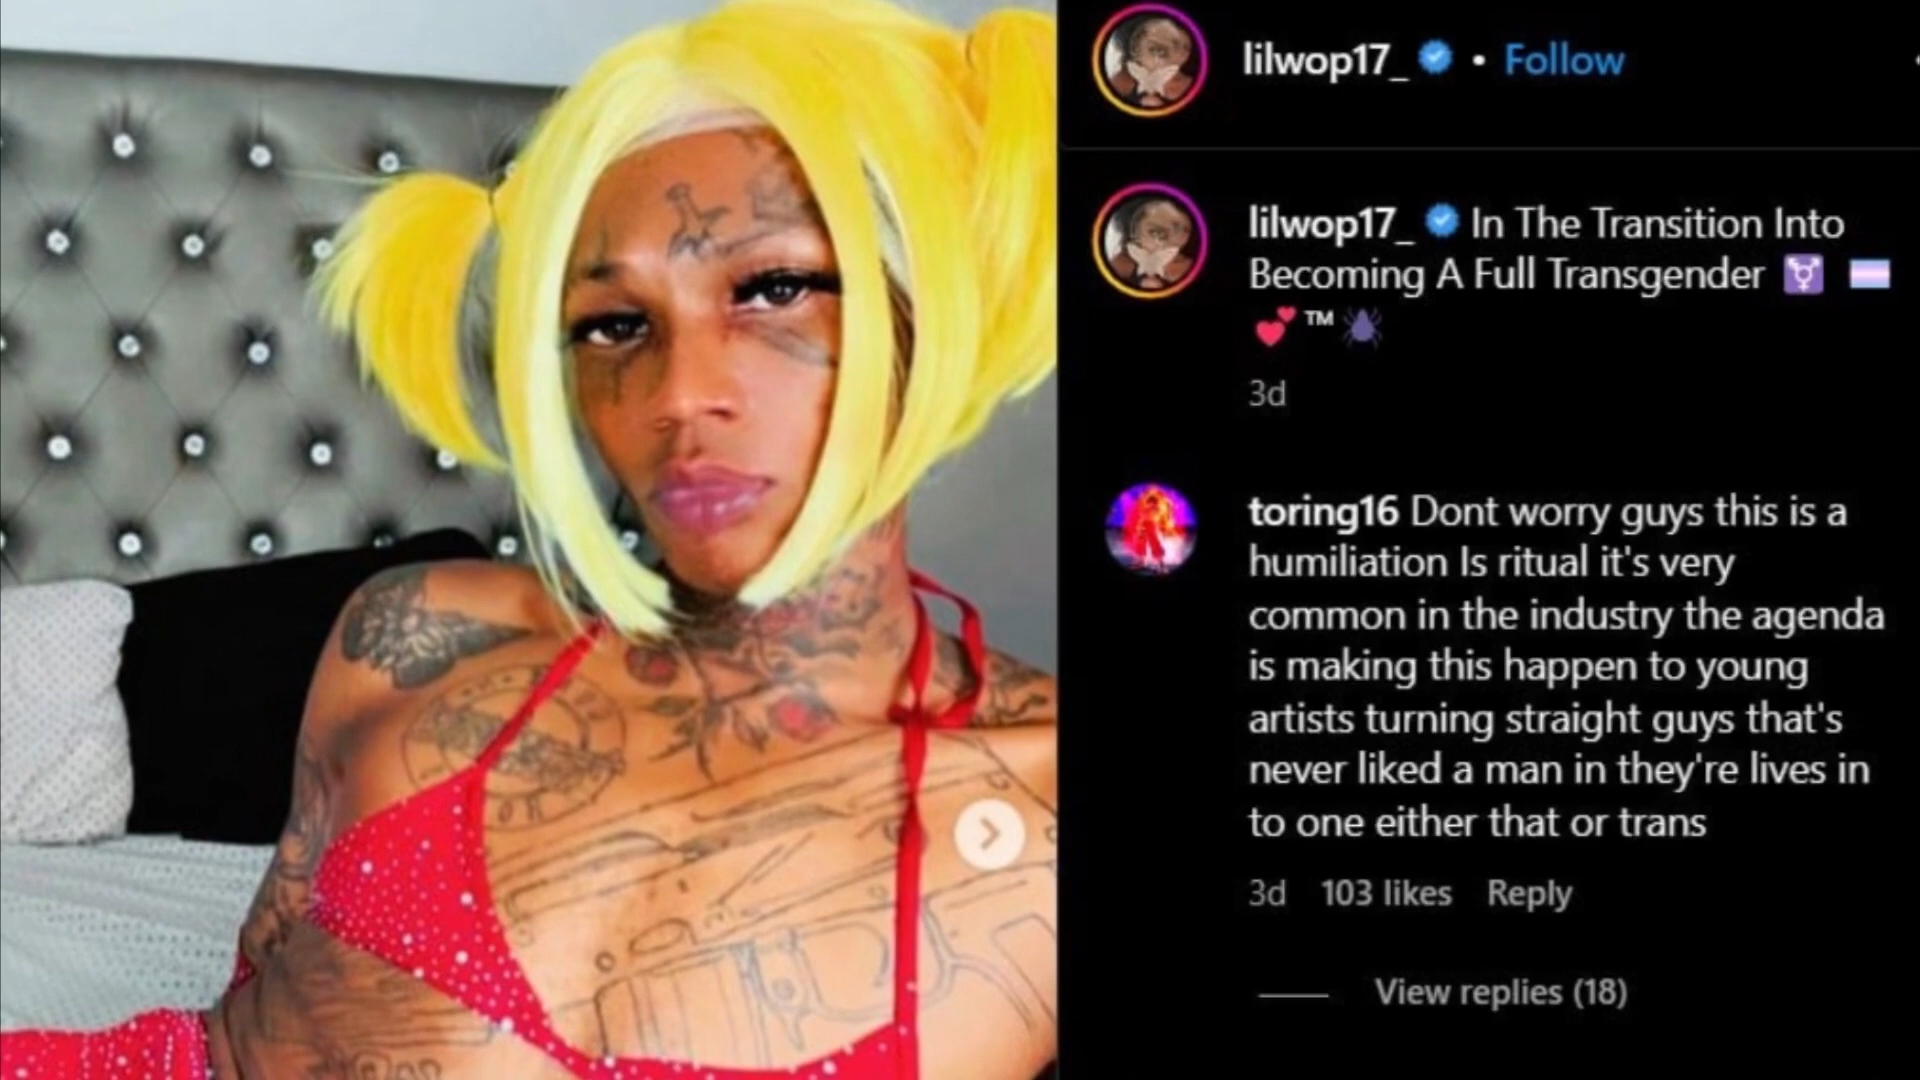 lilwop17_ • Follow
lilwop17_ In The Transition Into
Becoming A Full Transgender ⚧ 🏳️‍⚧️
💕™🕷
3d
toring16 Dont worry guys this is a
humiliation Is ritual it's very
common in the industry the agenda
is making this happen to young
artists turning straight guys that's
never liked a man in they're lives in
to one either that or trans
3d 103 likes Reply
View replies (18)